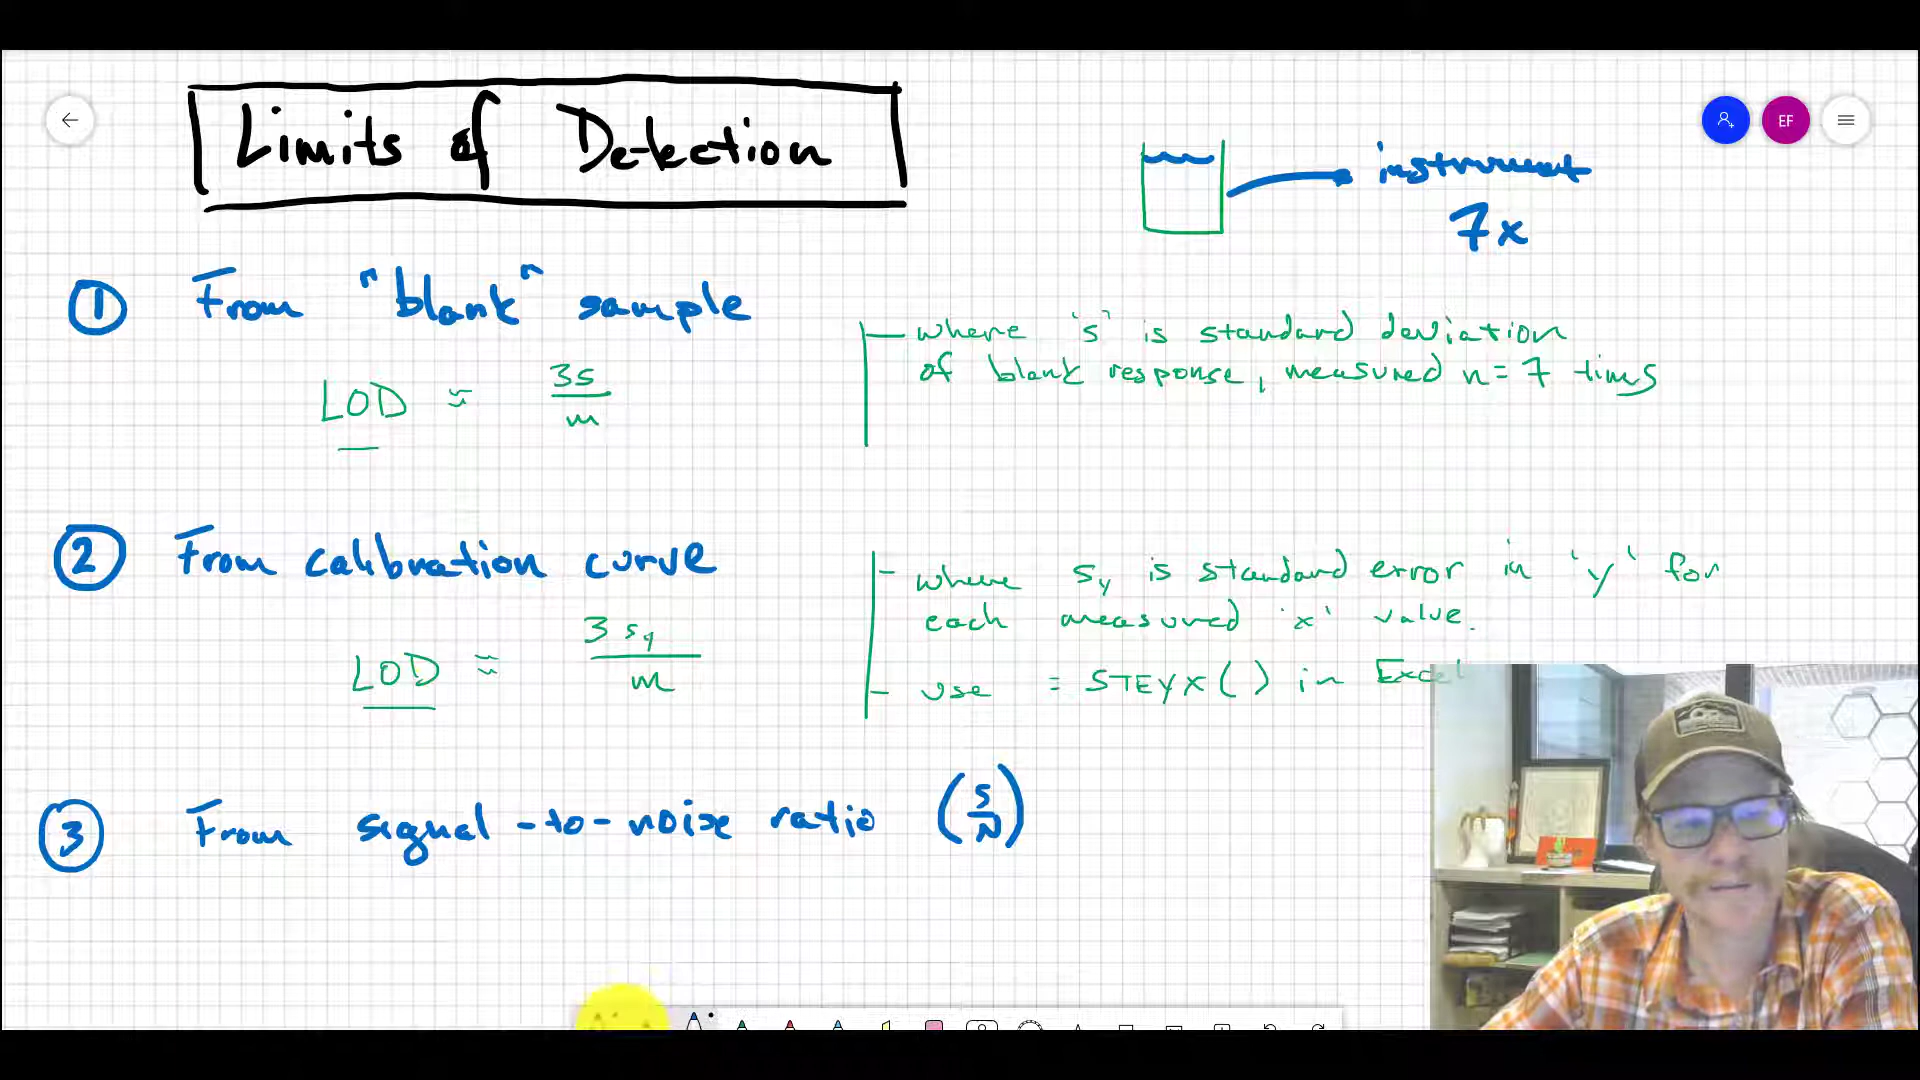 Limits of Detection
EF
instrument
7x
① From "blank" sample
LOD ≈ 3s/m
where 's' is standard deviation
of blank response, measured n=7 times
② From calibration curve
LOD ≈ 3sy/m
- where sy is standard error in 'y' for
each measured 'x' value.
- use = STEYX() in Excel
③ From signal-to-noise ratio (S/N)